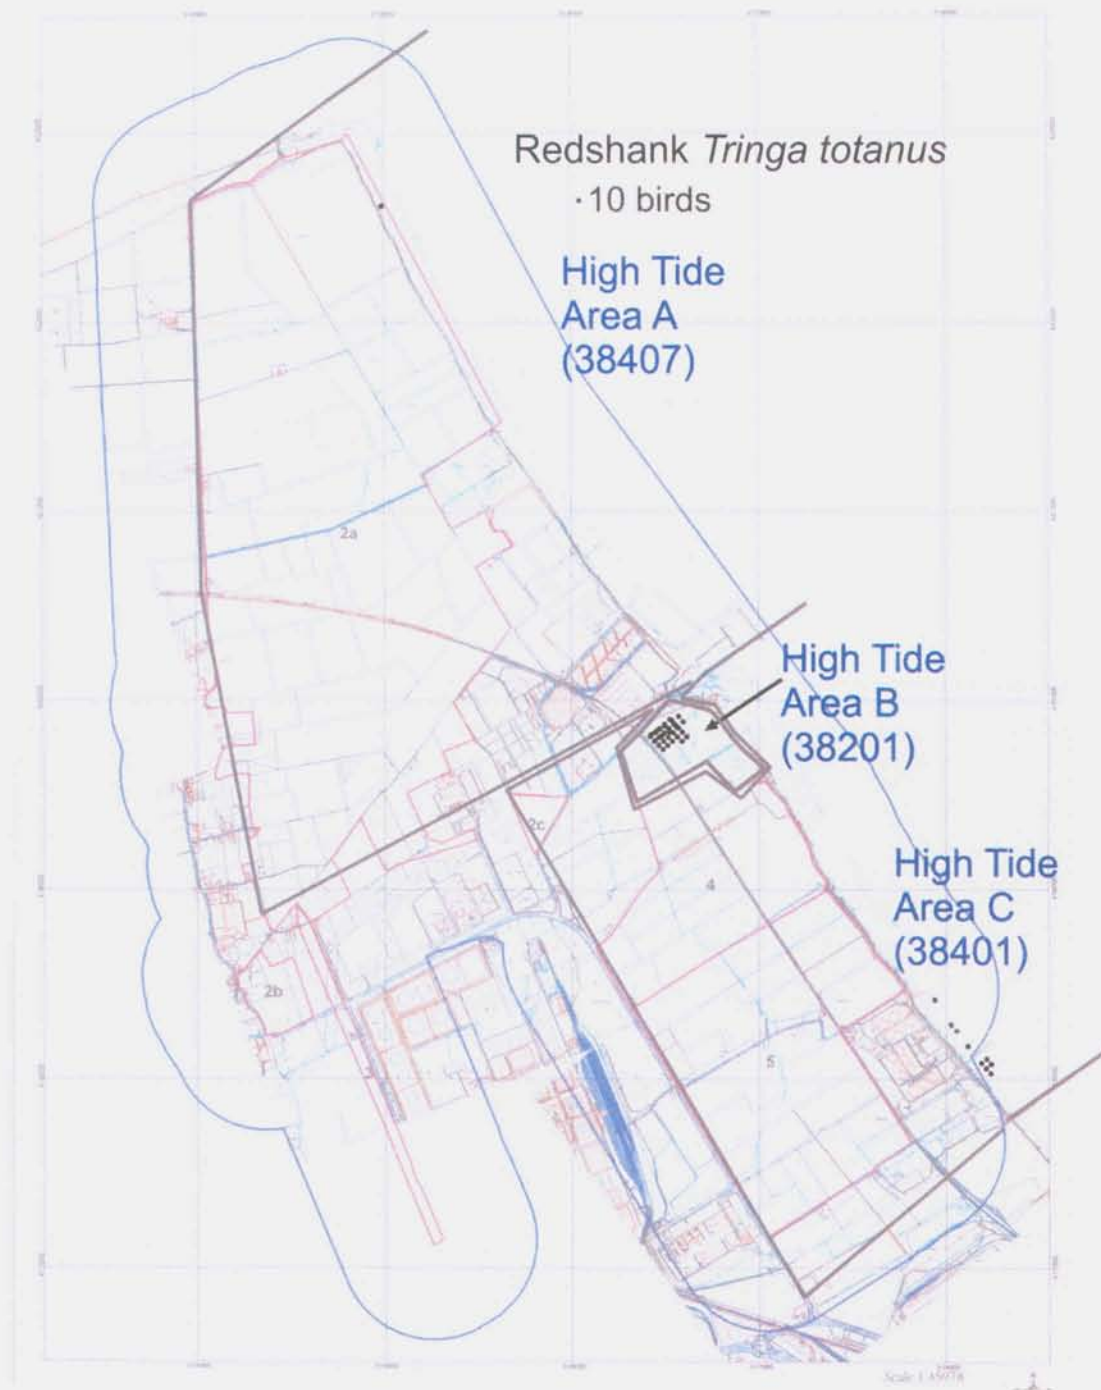 Redshank Tringa totanus
·10 birds
High Tide
Area A
(38407)
2a
High Tide
Area B
(38201)
2c
4
High Tide
Area C
(38401)
2b
5